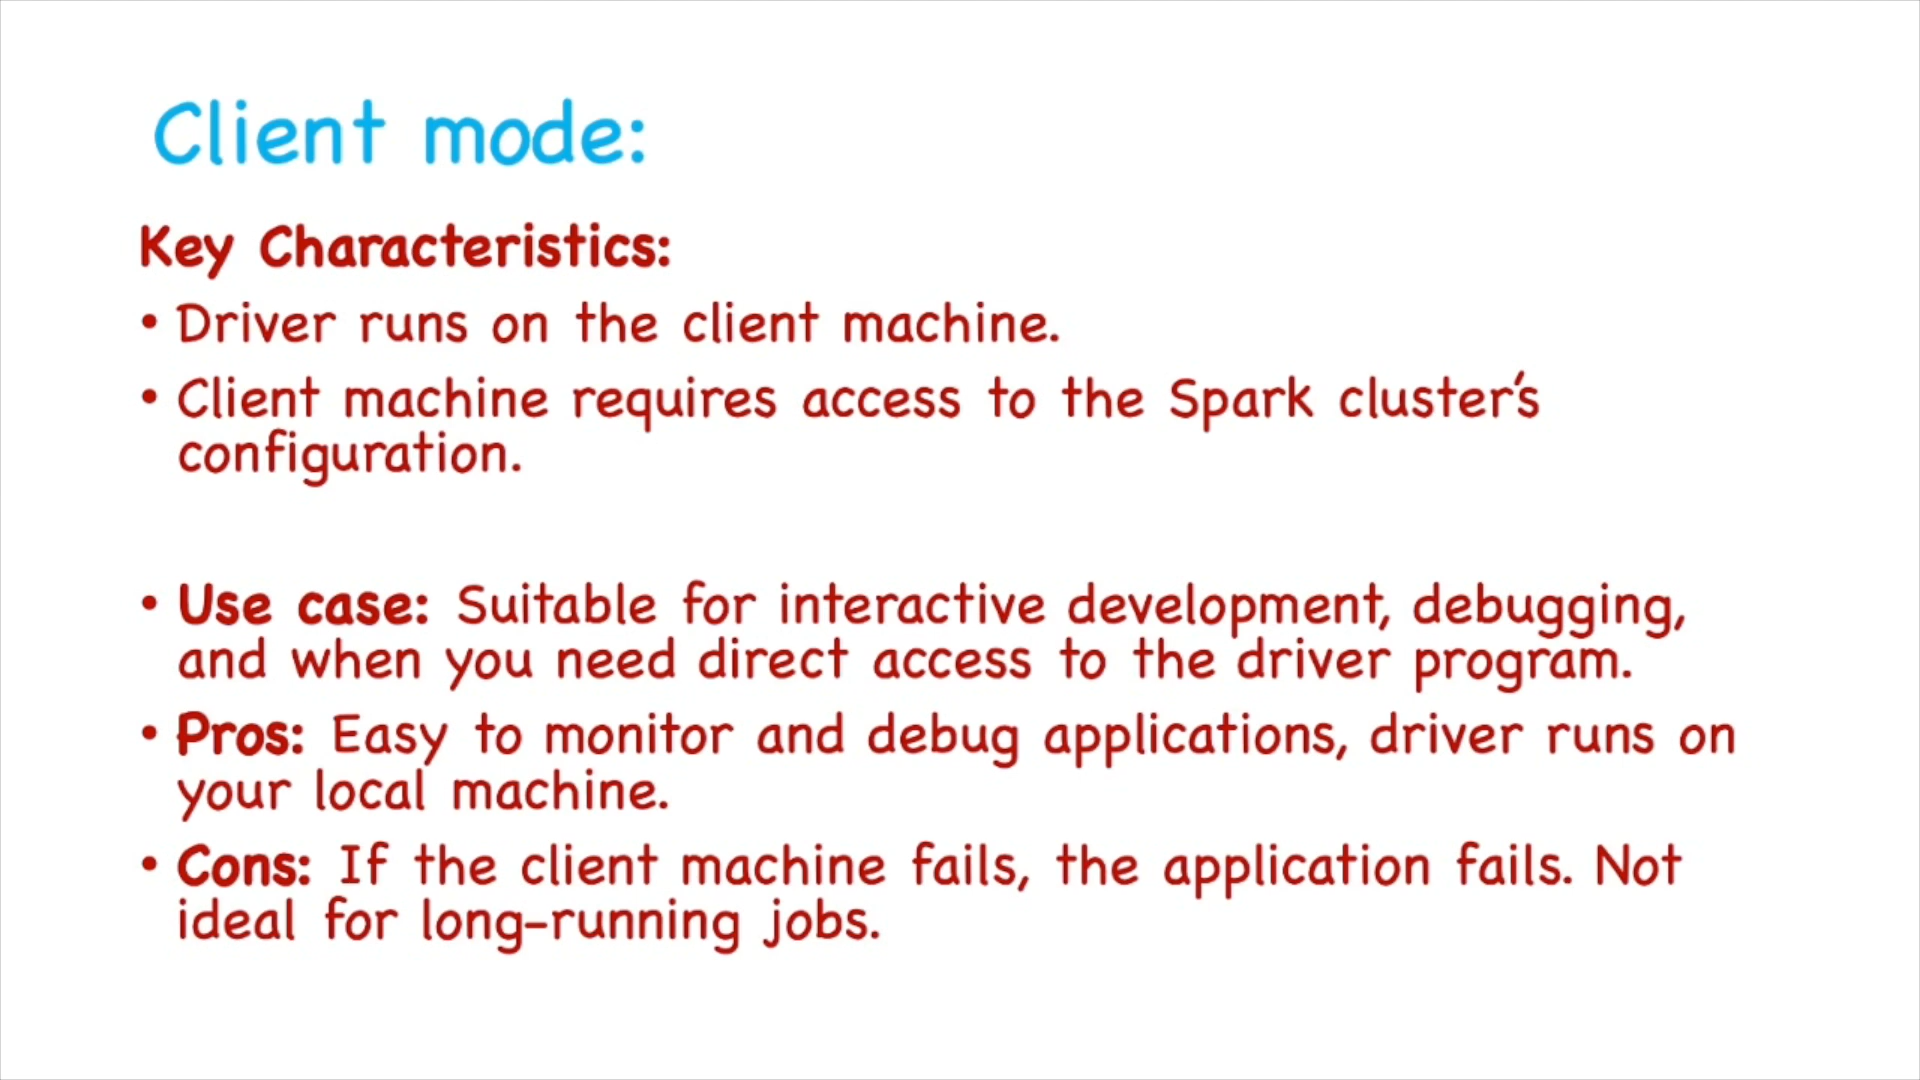 Client mode:
Key Characteristics:
• Driver runs on the client machine.
• Client machine requires access to the Spark cluster's
configuration.
• Use case: Suitable for interactive development, debugging,
and when you need direct access to the driver program.
• Pros: Easy to monitor and debug applications, driver runs on
your local machine.
• Cons: If the client machine fails, the application fails. Not
ideal for long-running jobs.